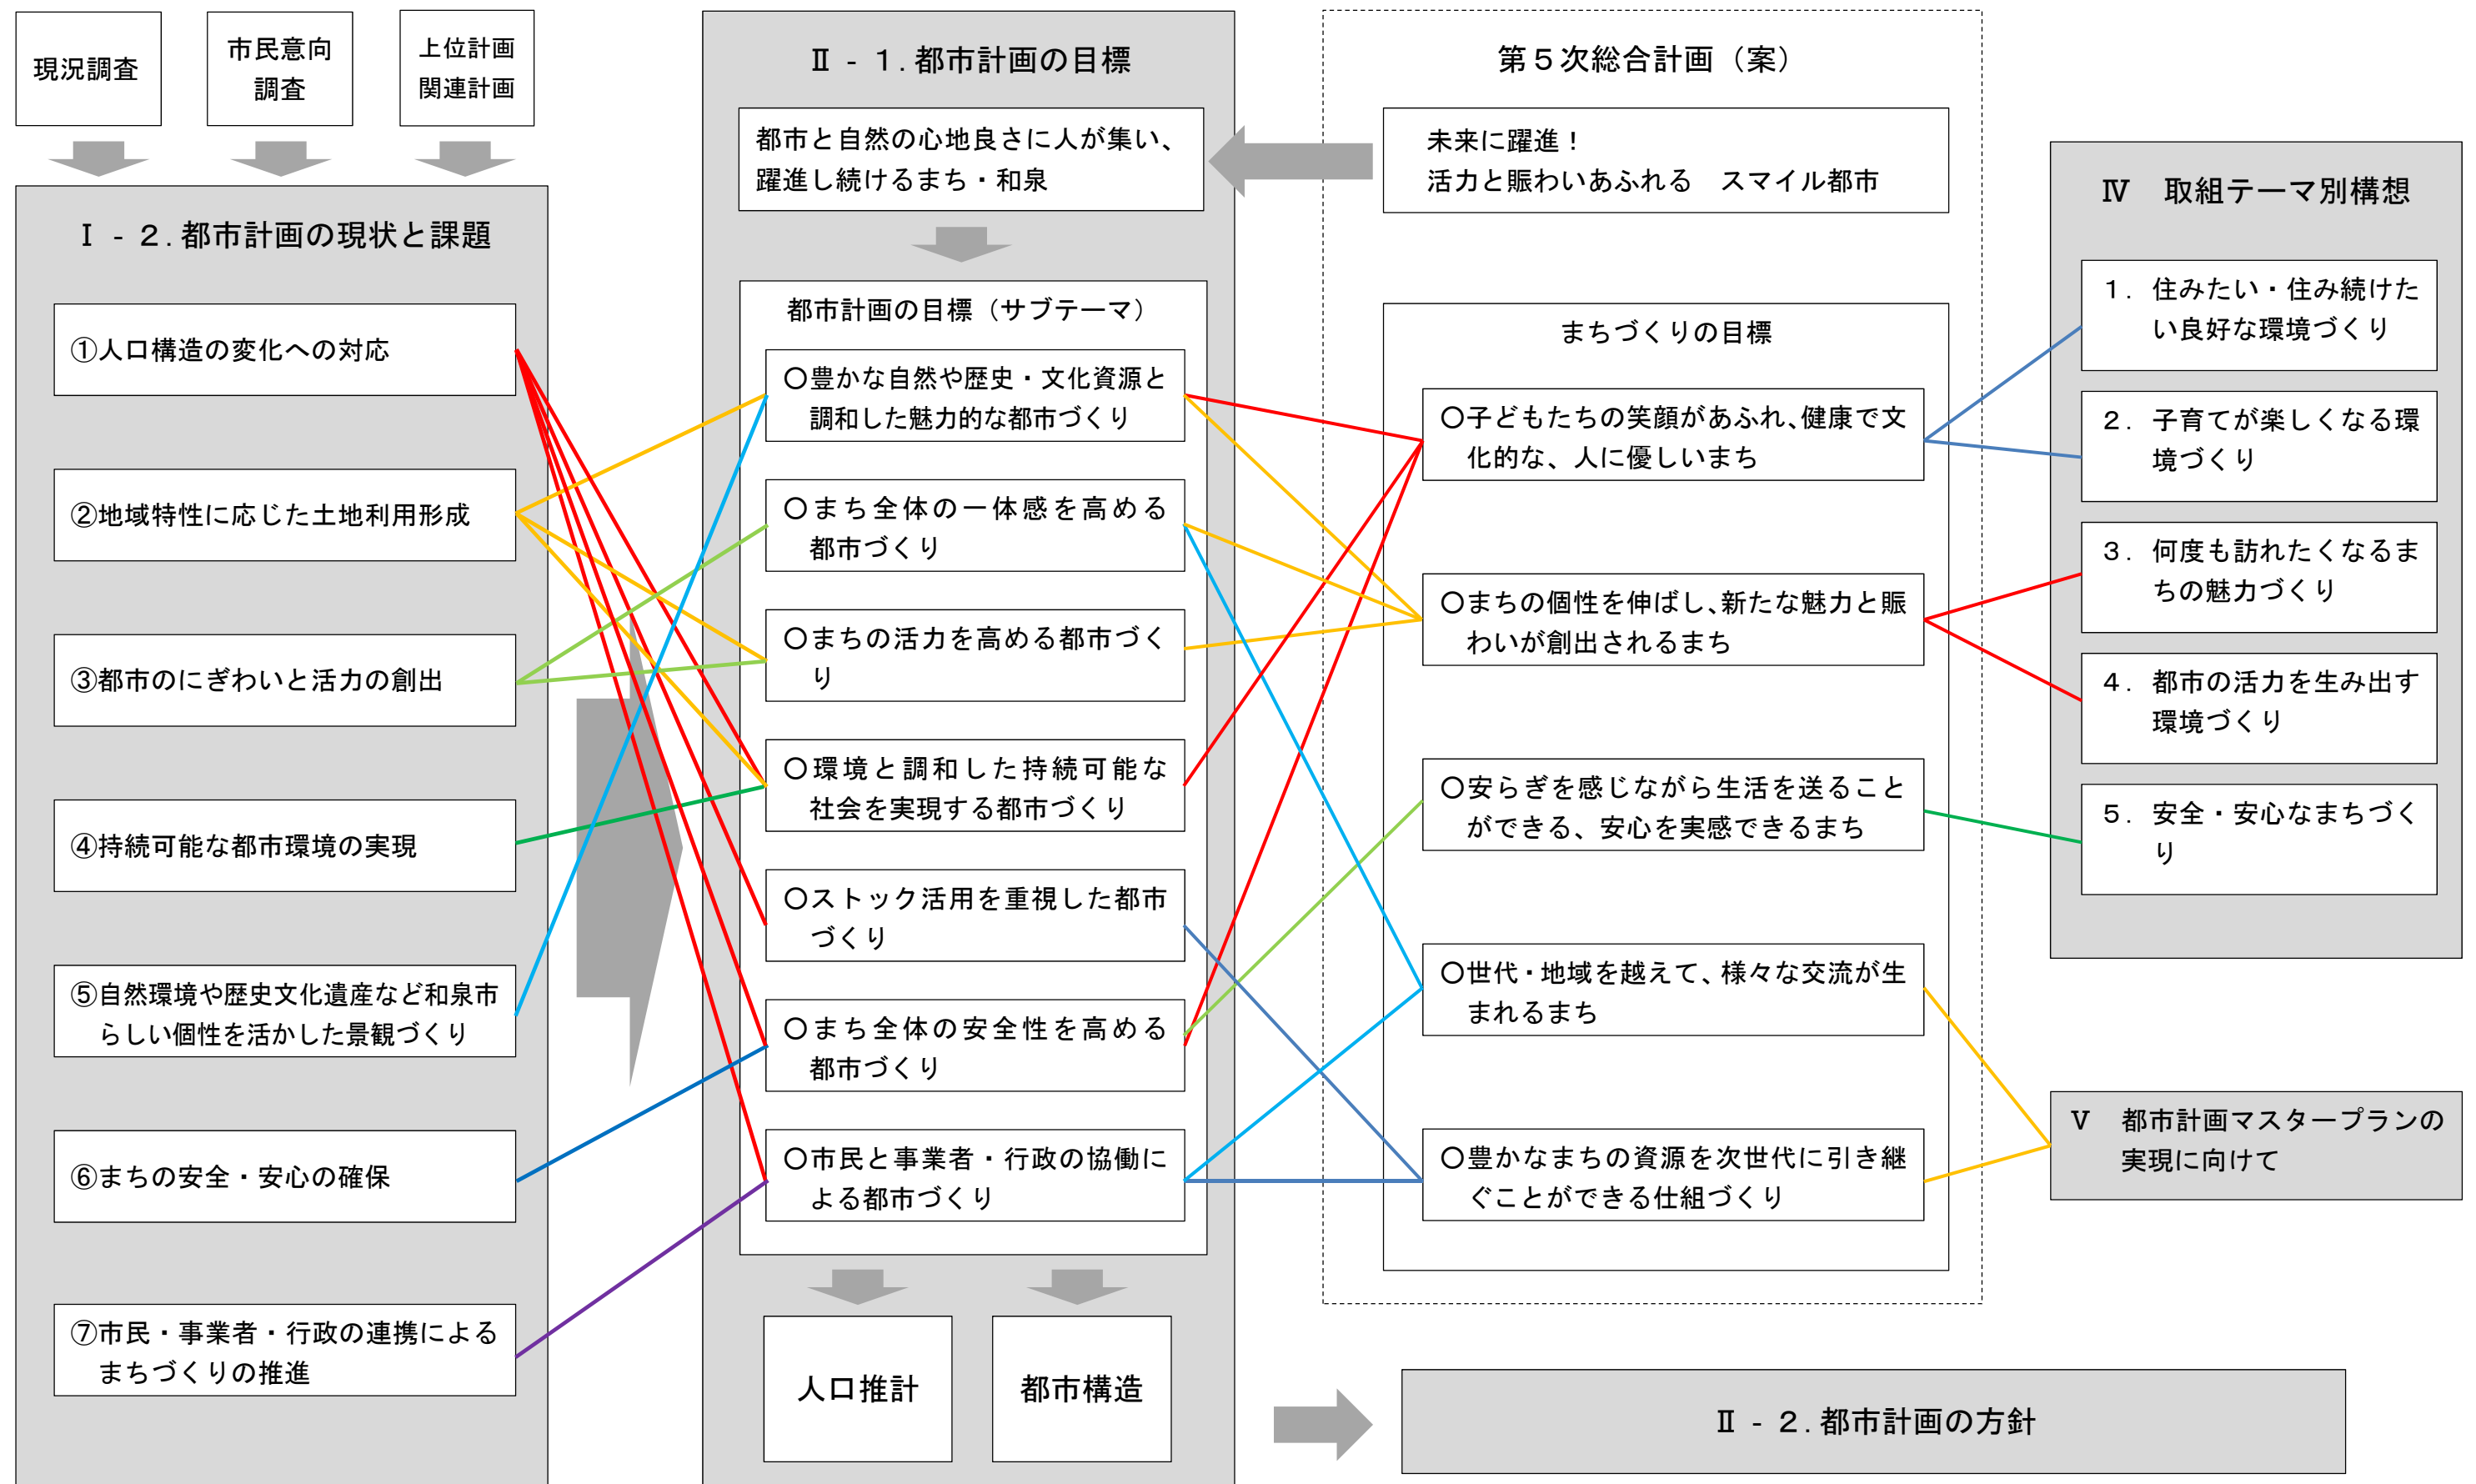 現況調査
市民意向
調査
上位計画
関連計画
Ⅰ - ２.都市計画の現状と課題
①人口構造の変化への対応
②地域特性に応じた土地利用形成
③都市のにぎわいと活力の創出
④持続可能な都市環境の実現
⑤自然環境や歴史文化遺産など和泉市
らしい個性を活かした景観づくり
⑥まちの安全・安心の確保
⑦市民・事業者・行政の連携による
まちづくりの推進
Ⅱ - １.都市計画の目標
都市と自然の心地良さに人が集い、
躍進し続けるまち・和泉
都市計画の目標（サブテーマ）
○豊かな自然や歴史・文化資源と
調和した魅力的な都市づくり
○まち全体の一体感を高める
都市づくり
○まちの活力を高める都市づく
り
○環境と調和した持続可能な
社会を実現する都市づくり
○ストック活用を重視した都市
づくり
○まち全体の安全性を高める
都市づくり
○市民と事業者・行政の協働に
よる都市づくり
人口推計
都市構造
第５次総合計画（案）
未来に躍進！
活力と賑わいあふれる　スマイル都市
まちづくりの目標
○子どもたちの笑顔があふれ、健康で文
化的な、人に優しいまち
○まちの個性を伸ばし、新たな魅力と賑
わいが創出されるまち
○安らぎを感じながら生活を送ること
ができる、安心を実感できるまち
○世代・地域を越えて、様々な交流が生
まれるまち
○豊かなまちの資源を次世代に引き継
ぐことができる仕組づくり
Ⅱ - ２.都市計画の方針
Ⅳ　取組テーマ別構想
１．住みたい・住み続けた
い良好な環境づくり
２．子育てが楽しくなる環
境づくり
３．何度も訪れたくなるま
ちの魅力づくり
４．都市の活力を生み出す
環境づくり
５．安全・安心なまちづく
り
Ⅴ　都市計画マスタープランの
実現に向けて